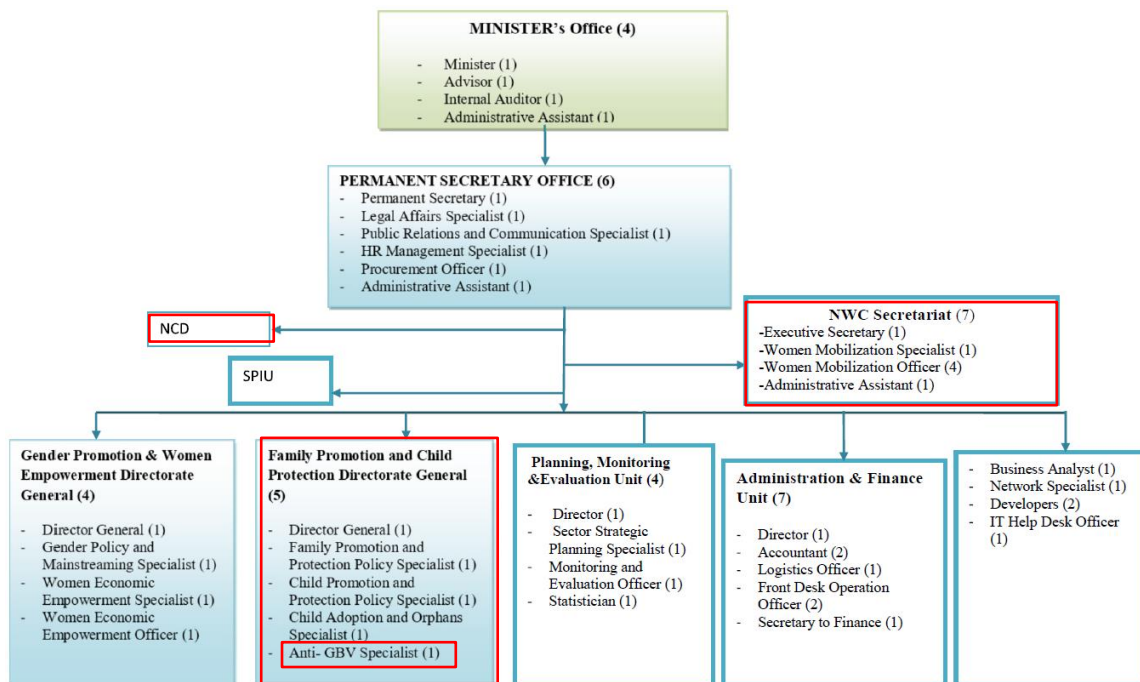 MINISTER's Office (4)
- Minister (1)
- Advisor (1)
- Internal Auditor (1)
- Administrative Assistant (1)
PERMANENT SECRETARY OFFICE (6)
- Permanent Secretary (1)
- Legal Affairs Specialist (1)
- Public Relations and Communication Specialist (1)
- HR Management Specialist (1)
- Procurement Officer (1)
- Administrative Assistant (1)
NCD
NWC Secretariat (7)
-Executive Secretary (1)
-Women Mobilization Specialist (1)
-Women Mobilization Officer (4)
-Administrative Assistant (1)
SPIU
Gender Promotion & Women
Empowerment Directorate
General (4)
- Director General (1)
- Gender Policy and
Mainstreaming Specialist (1)
- Women Economic
Empowerment Specialist (1)
- Women Economic
Empowerment Officer (1)
Family Promotion and Child
Protection Directorate General
(5)
- Director General (1)
- Family Promotion and
Protection Policy Specialist (1)
- Child Promotion and
Protection Policy Specialist (1)
- Child Adoption and Orphans
Specialist (1)
- Anti- GBV Specialist (1)
Planning, Monitoring
&Evaluation Unit (4)
- Director (1)
- Sector Strategic
Planning Specialist (1)
- Monitoring and
Evaluation Officer (1)
- Statistician (1)
Administration & Finance
Unit (7)
- Director (1)
- Accountant (2)
- Logistics Officer (1)
- Front Desk Operation
Officer (2)
- Secretary to Finance (1)
- Business Analyst (1)
- Network Specialist (1)
- Developers (2)
- IT Help Desk Officer
(1)